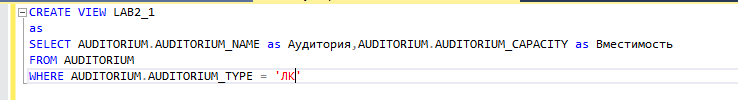 CREATE VIEW LAB2_1
as
SELECT AUDITORIUM.AUDITORIUM_NAME as Аудитория,AUDITORIUM.AUDITORIUM_CAPACITY as Вместимость
FROM AUDITORIUM
WHERE AUDITORIUM.AUDITORIUM_TYPE = 'ЛК'